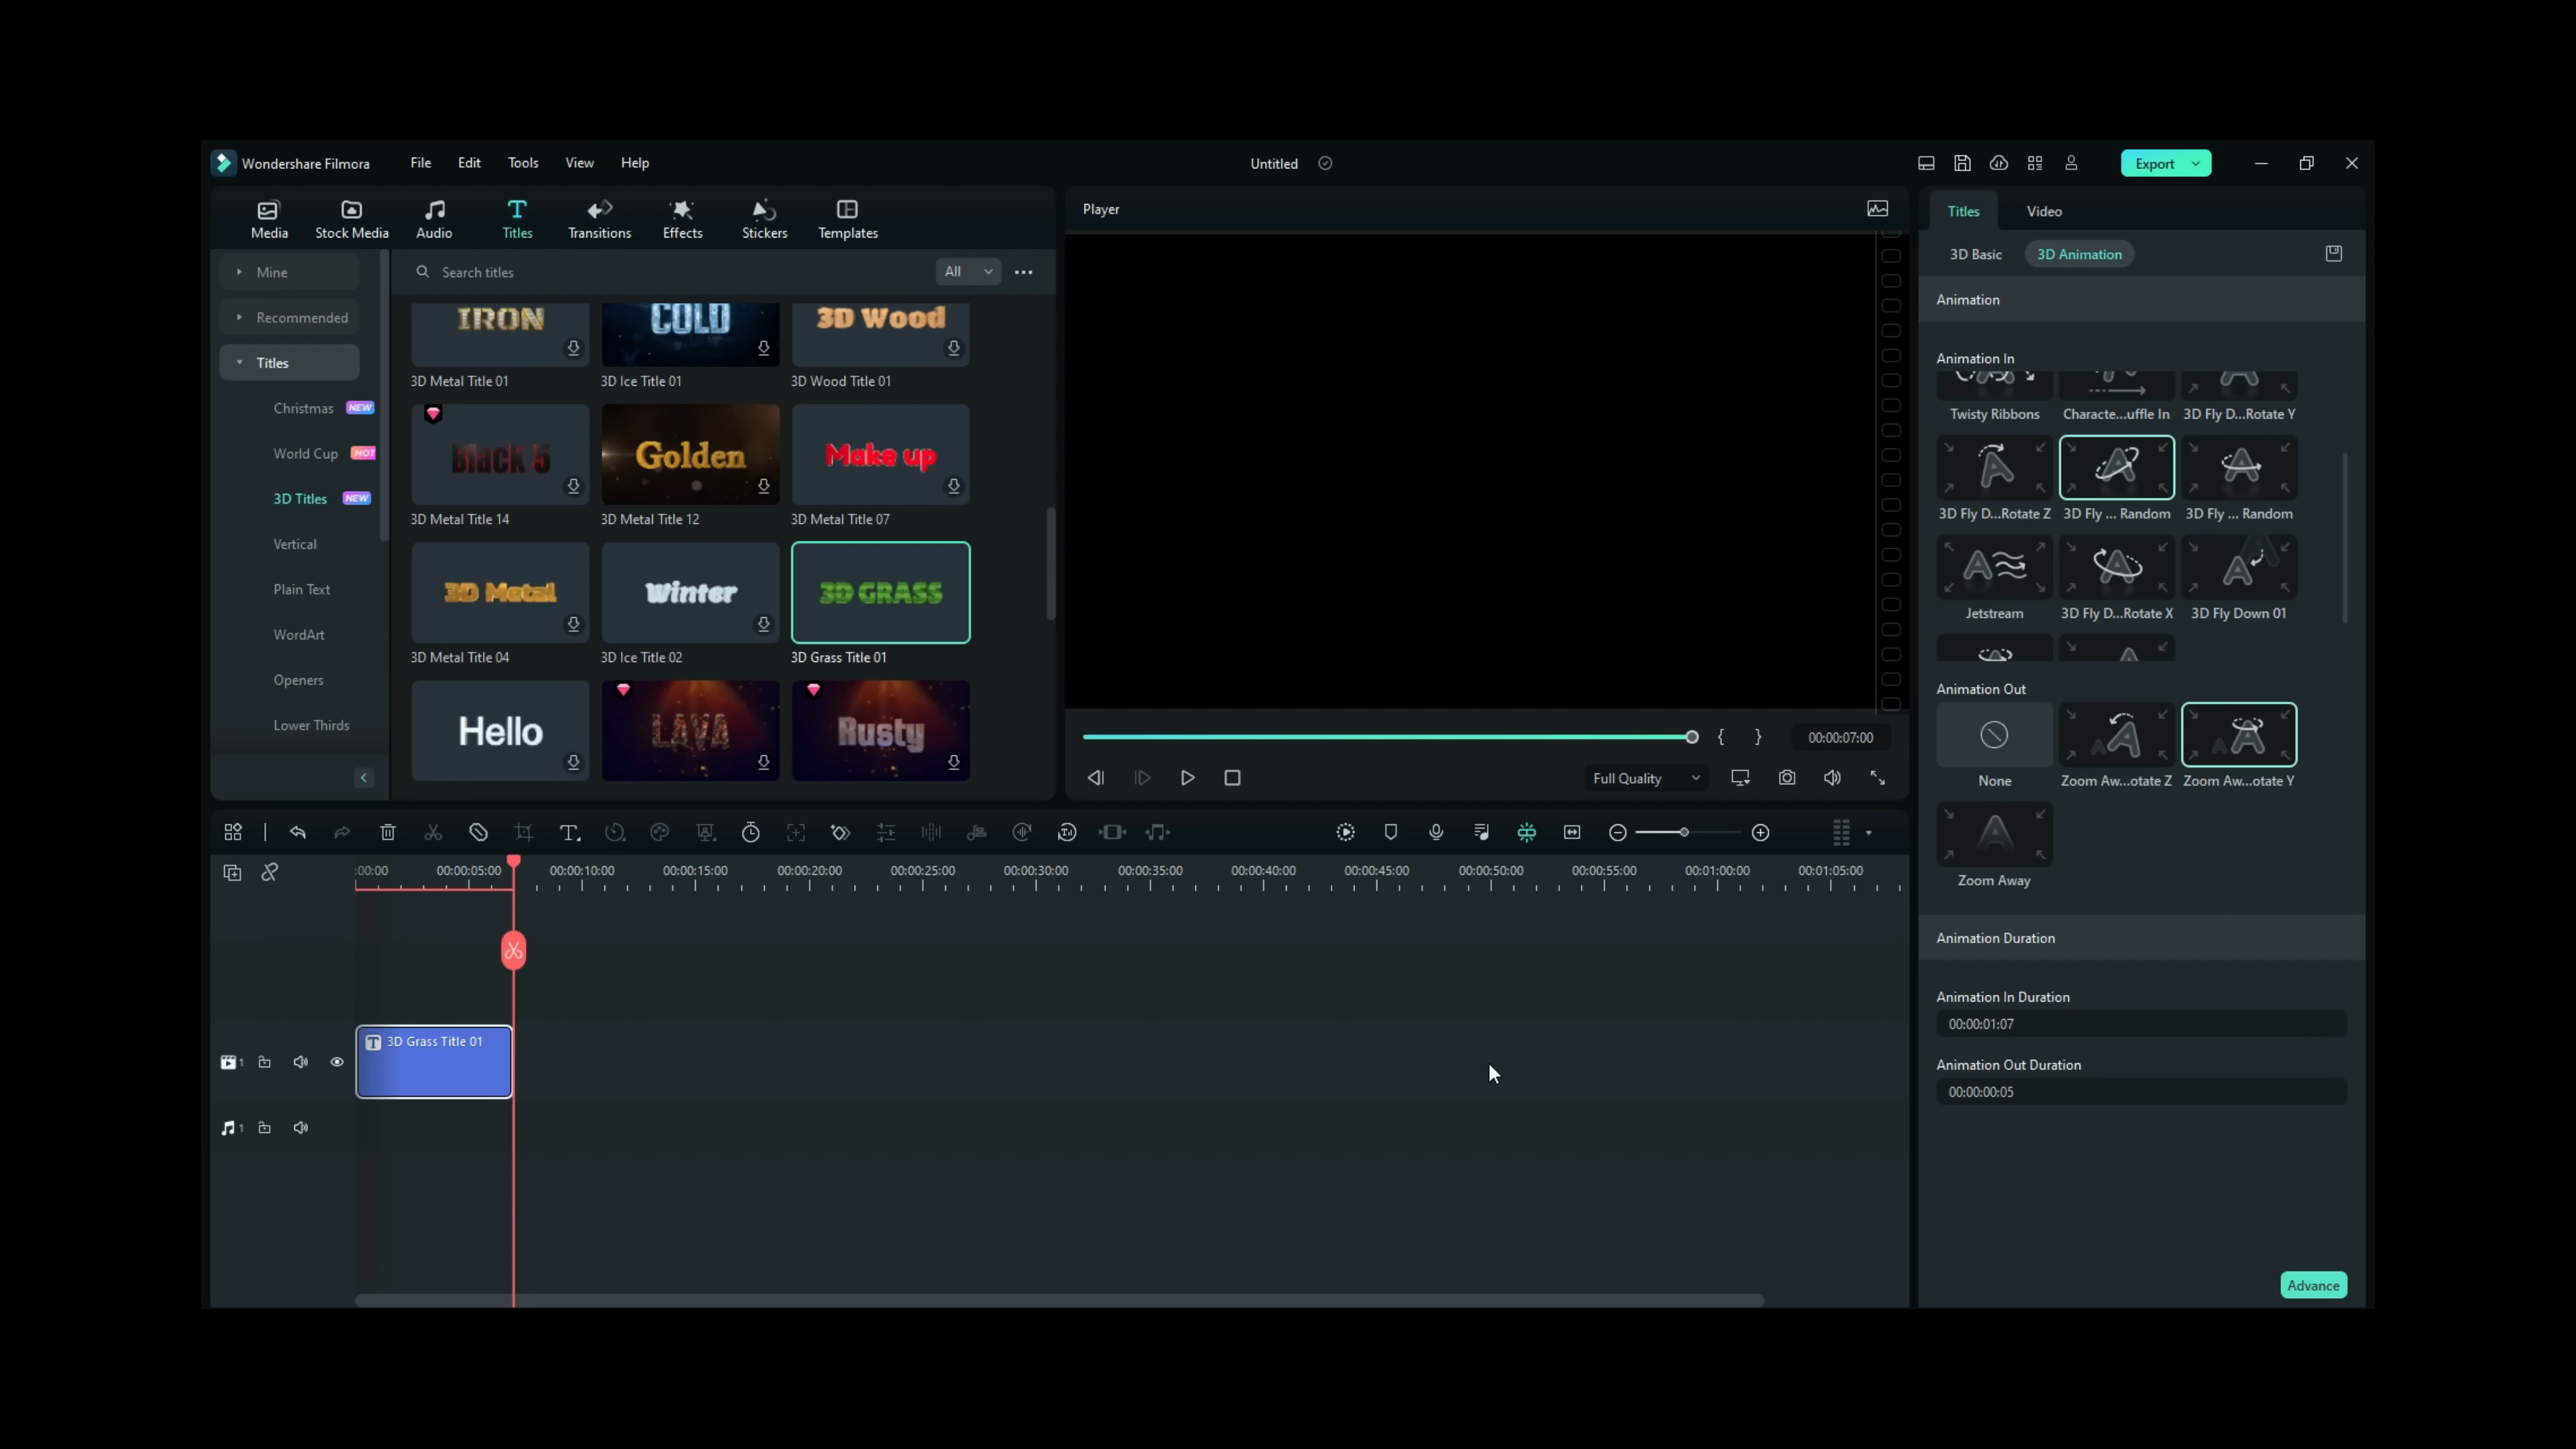 Wondershare Filmora File Edit Tools View Help Untitled Export
Media Stock Media Audio Titles Transitions Effects Stickers Templates
Mine
Recommended
Titles
Christmas NEW
World Cup HOT
3D Titles NEW
Vertical
Plain Text
WordArt
Openers
Lower Thirds
Search titles All
IRON COLD 3D Wood
3D Metal Title 01 3D Ice Title 01 3D Wood Title 01
Black 5 Golden Make up
3D Metal Title 14 3D Metal Title 12 3D Metal Title 07
3D Metal Winter 3D GRASS
3D Metal Title 04 3D Ice Title 02 3D Grass Title 01
Hello LAVA Rusty
Player
{ } 00:00:07:00
Full Quality
Titles Video
3D Basic 3D Animation
Animation
Animation In
Twisty Ribbons Characte...uffle In 3D Fly D...Rotate Y
3D Fly D...Rotate Z 3D Fly ... Random 3D Fly ... Random
Jetstream 3D Fly D...Rotate X 3D Fly Down 01
Animation Out
None Zoom Aw...otate Z Zoom Aw...otate Y
Zoom Away
Animation Duration
Animation In Duration
00:00:01:07
Animation Out Duration
00:00:00:05
Advance
:00:00 00:00:05:00 00:00:10:00 00:00:15:00 00:00:20:00 00:00:25:00 00:00:30:00 00:00:35:00 00:00:40:00 00:00:45:00 00:00:50:00 00:00:55:00 00:01:00:00 00:01:05:00
T 3D Grass Title 01
1
1